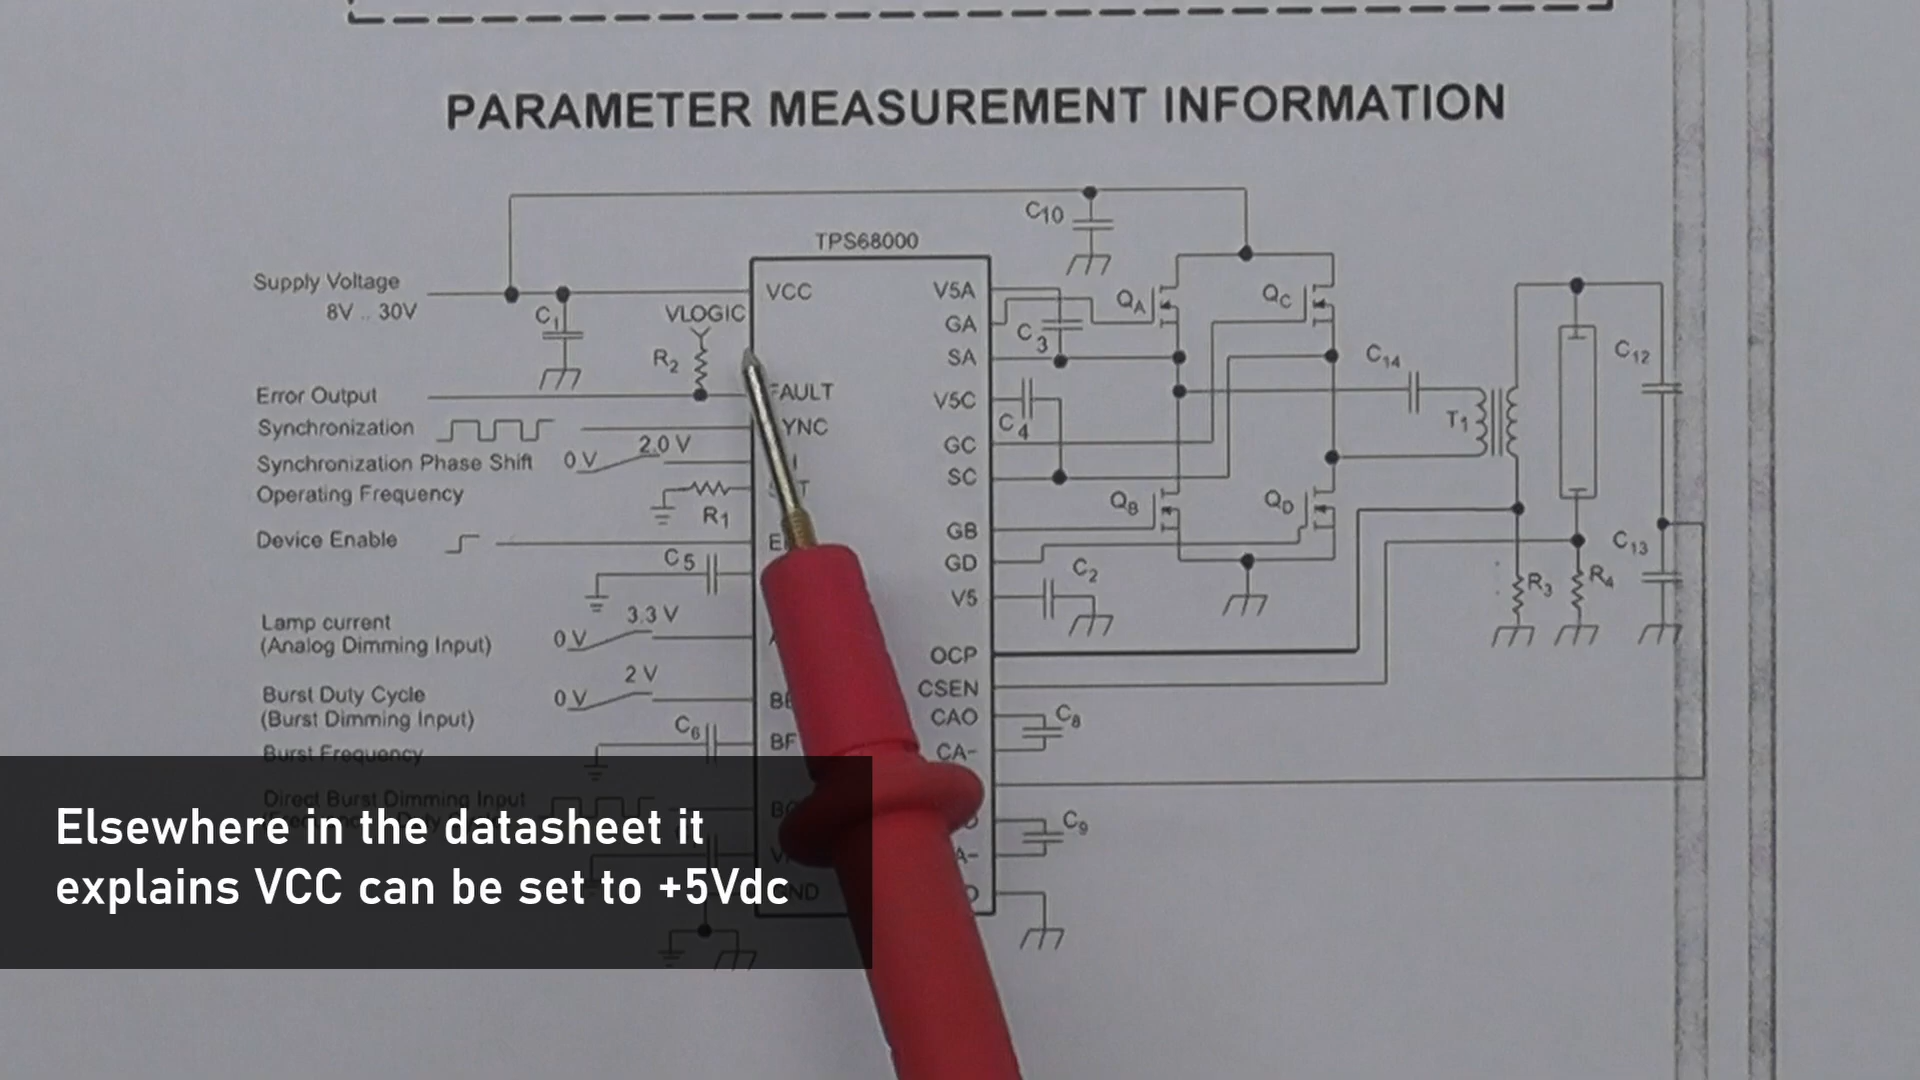 PARAMETER MEASUREMENT INFORMATION
TPS68000
Supply Voltage
8V .. 30V
C1
VLOGIC
R2
Error Output
Synchronization
Synchronization Phase Shift
0 V
2.0 V
Operating Frequency
R1
Device Enable
C5
Lamp current
(Analog Dimming Input)
0 V
3.3 V
Burst Duty Cycle
(Burst Dimming Input)
0 V
2 V
Burst Frequency
C6
Direct Burst Dimming Input
VCC
BF
V5A
GA
SA
V5C
GC
SC
GB
GD
V5
OCP
CSEN
CAO
CA-
C10
C3
C4
C2
C8
C9
QA
QC
QB
QD
C14
T1
C12
C13
R3
R4
Elsewhere in the datasheet it
explains VCC can be set to +5Vdc